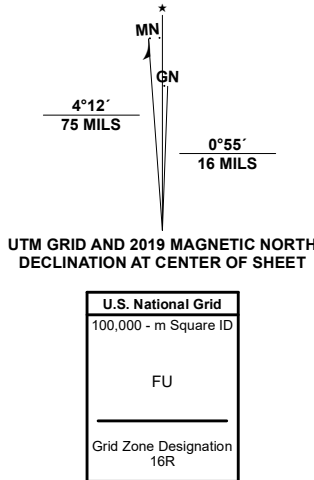 ★
MN
GN
4°12´
75 MILS
0°55´
16 MILS
UTM GRID AND 2019 MAGNETIC NORTH
DECLINATION AT CENTER OF SHEET
U.S. National Grid
100,000 - m Square ID
FU
Grid Zone Designation
16R